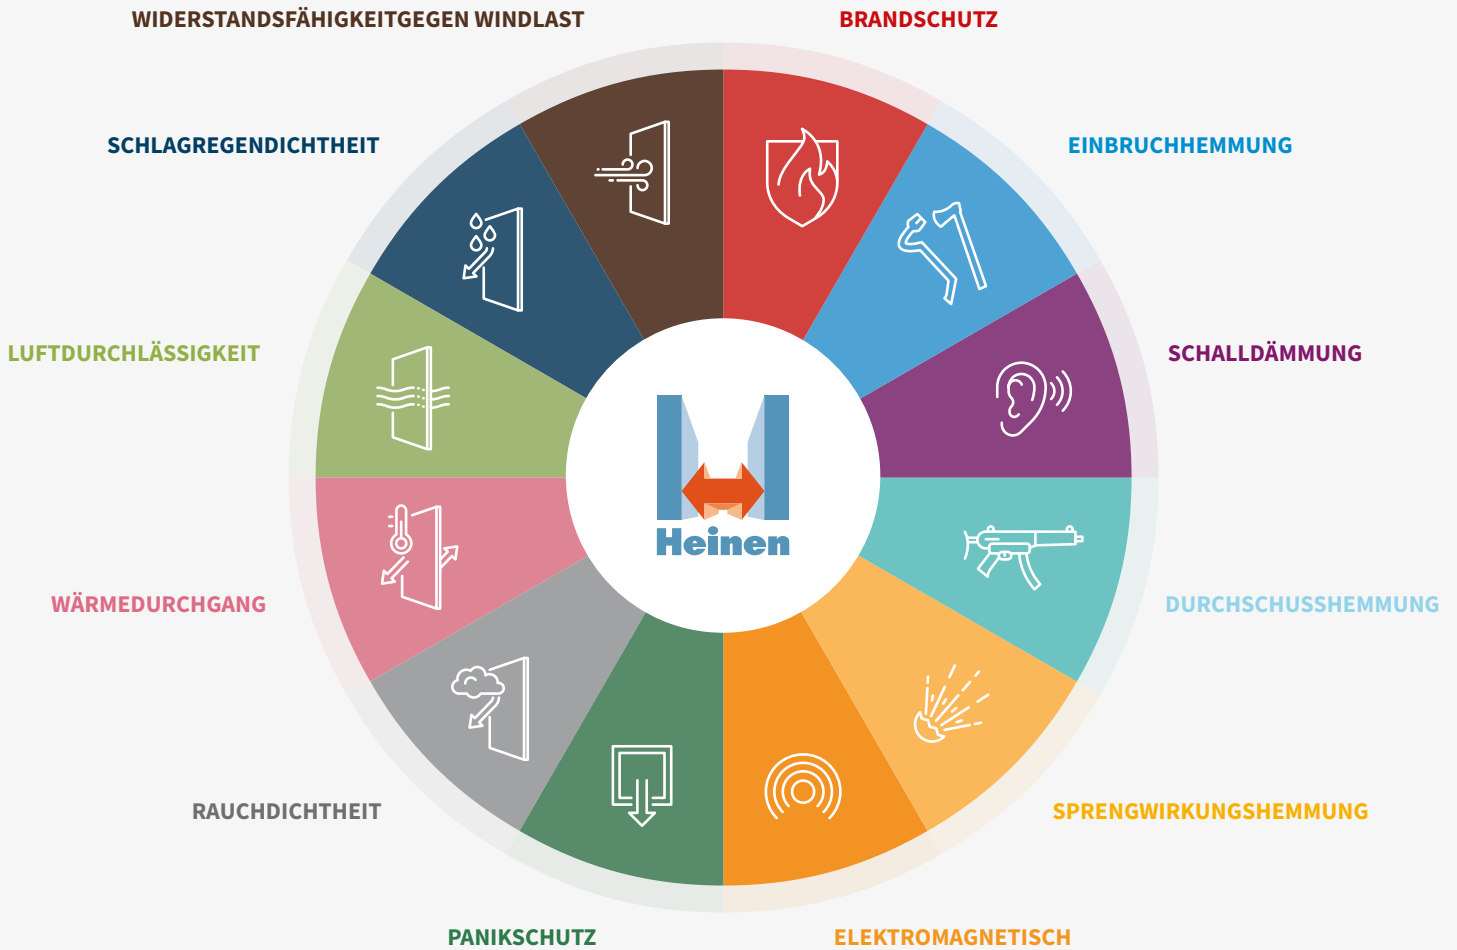 WIDERSTANDSFÄHIGKEITGEGEN WINDLAST
BRANDSCHUTZ
SCHLAGREGENDICHTHEIT
EINBRUCHHEMMUNG
LUFTDURCHLÄSSIGKEIT
SCHALLDÄMMUNG
Heinen
WÄRMEDURCHGANG
DURCHSCHUSSHEMMUNG
RAUCHDICHTHEIT
SPRENGWIRKUNGSHEMMUNG
PANIKSCHUTZ
ELEKTROMAGNETISCH